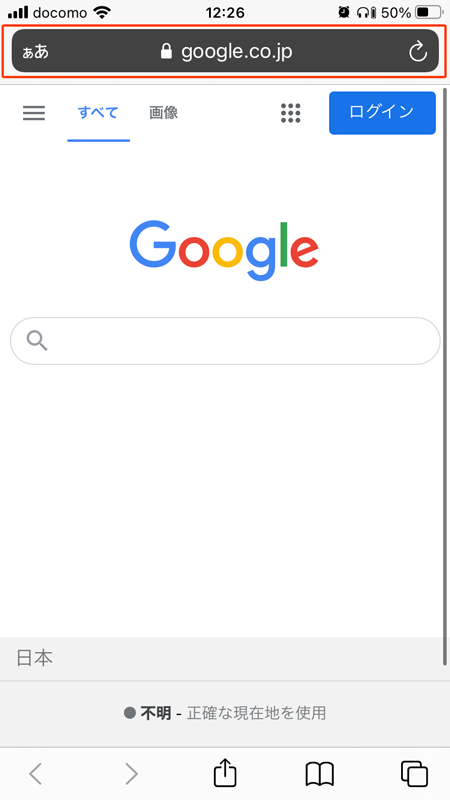 docomo 12:26 50%
ぁあ google.co.jp
すべて 画像 ログイン
Google
日本
不明 - 正確な現在地を使用